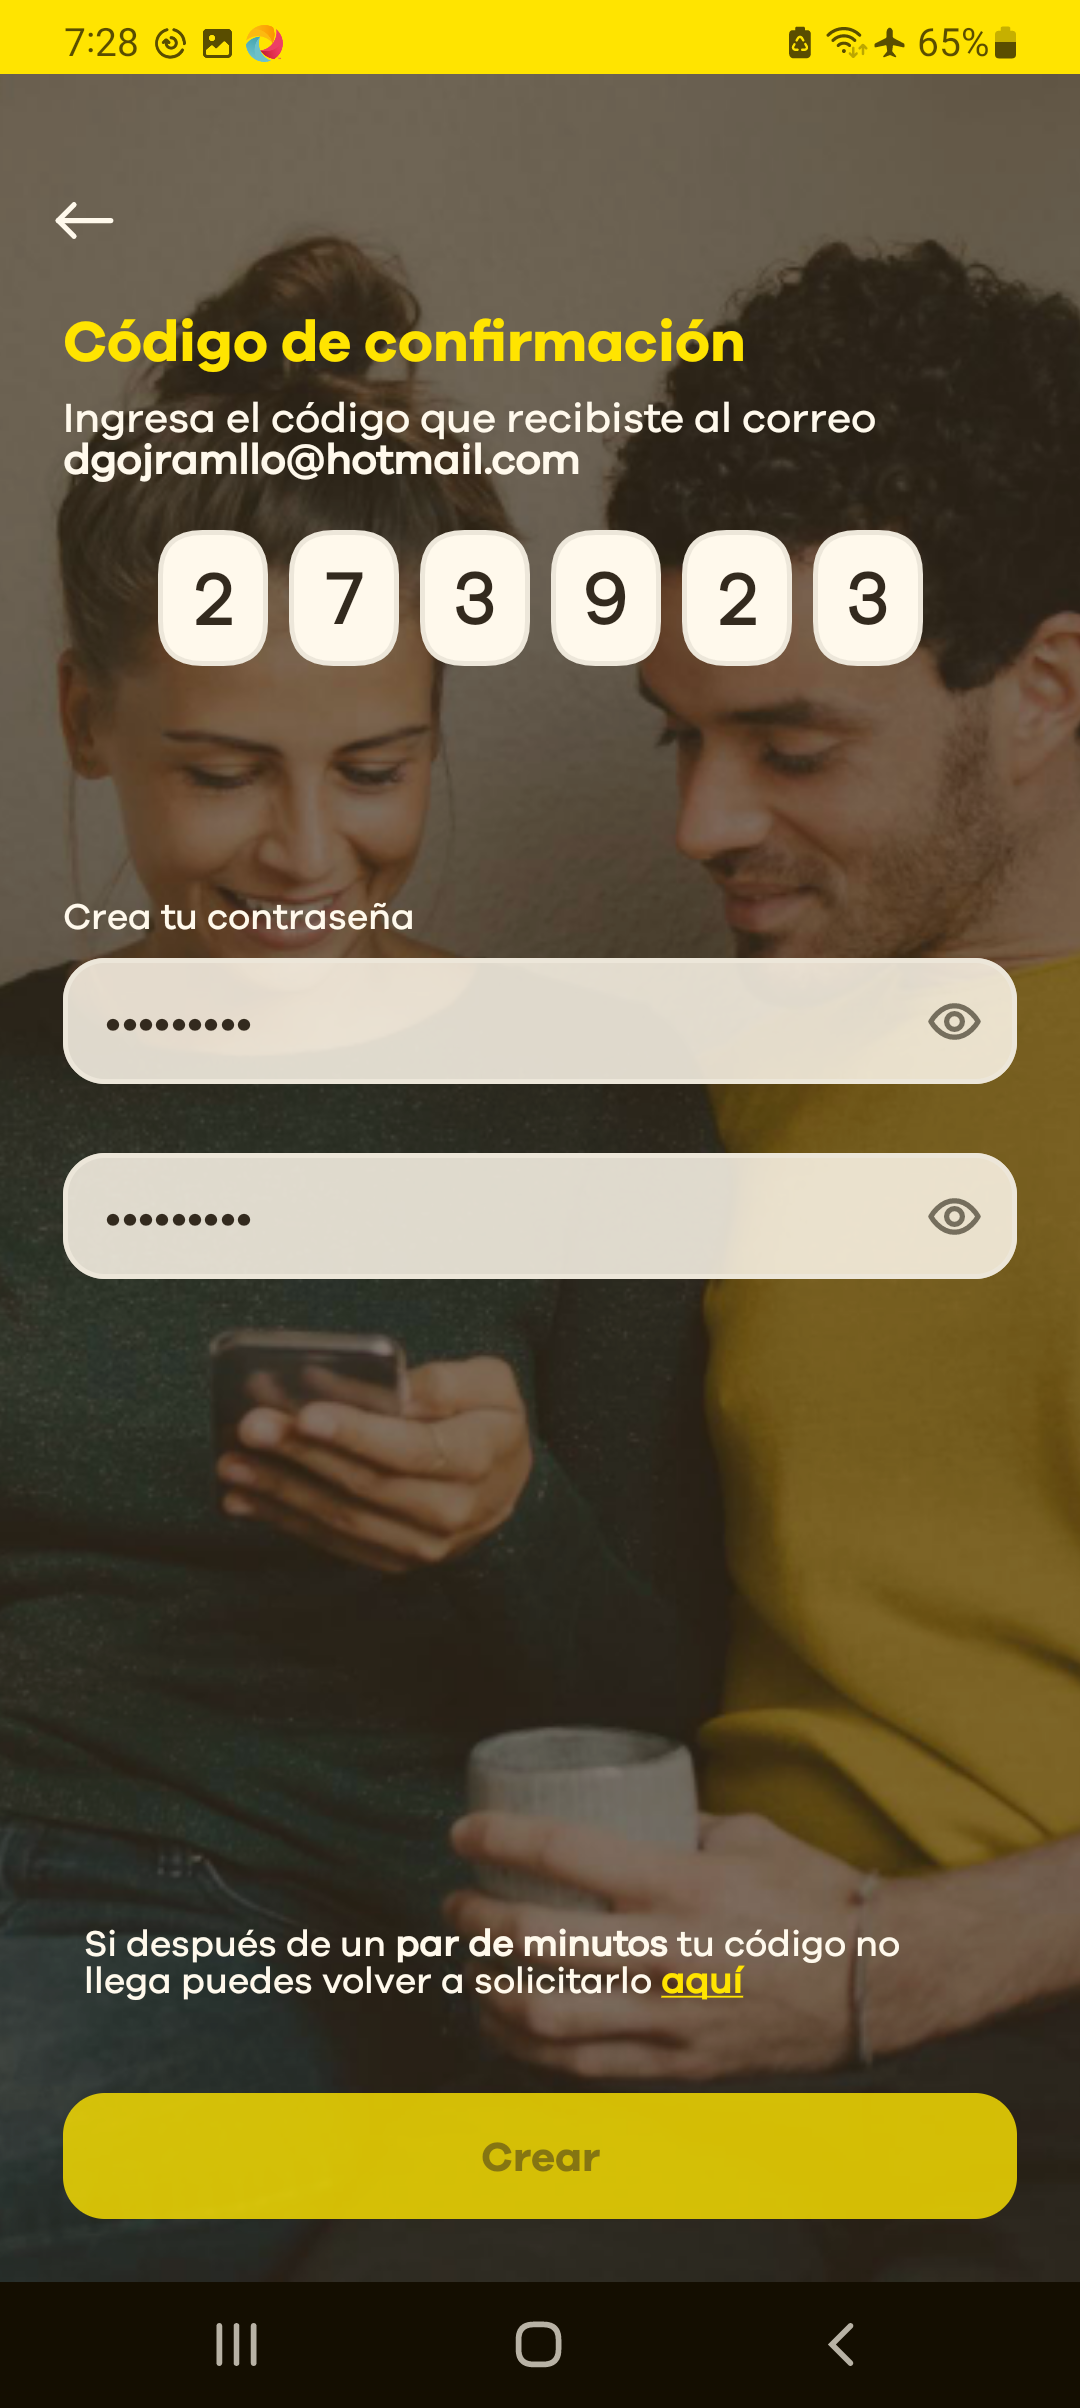 7:28
65%
Código de confirmación
Ingresa el código que recibiste al correo
dgojramllo@hotmail.com
2 7 3 9 2 3
Crea tu contraseña
•••••••••
•••••••••
Si después de un par de minutos tu código no
llega puedes volver a solicitarlo aquí
Crear